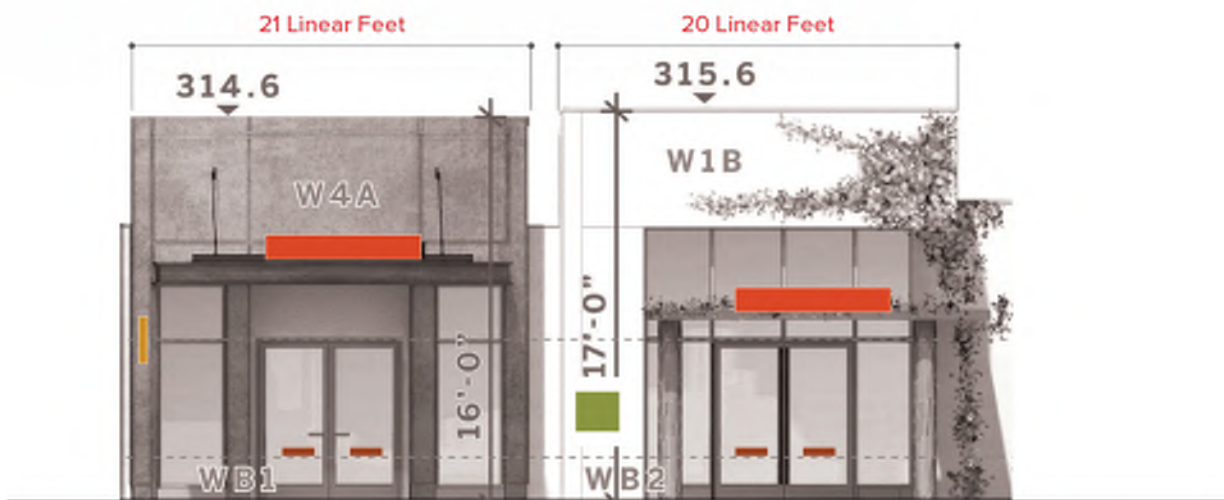 21 Linear Feet
20 Linear Feet
314.6
315.6
W4A
W1B
16'-0"
17'-0"
WB1
WB2